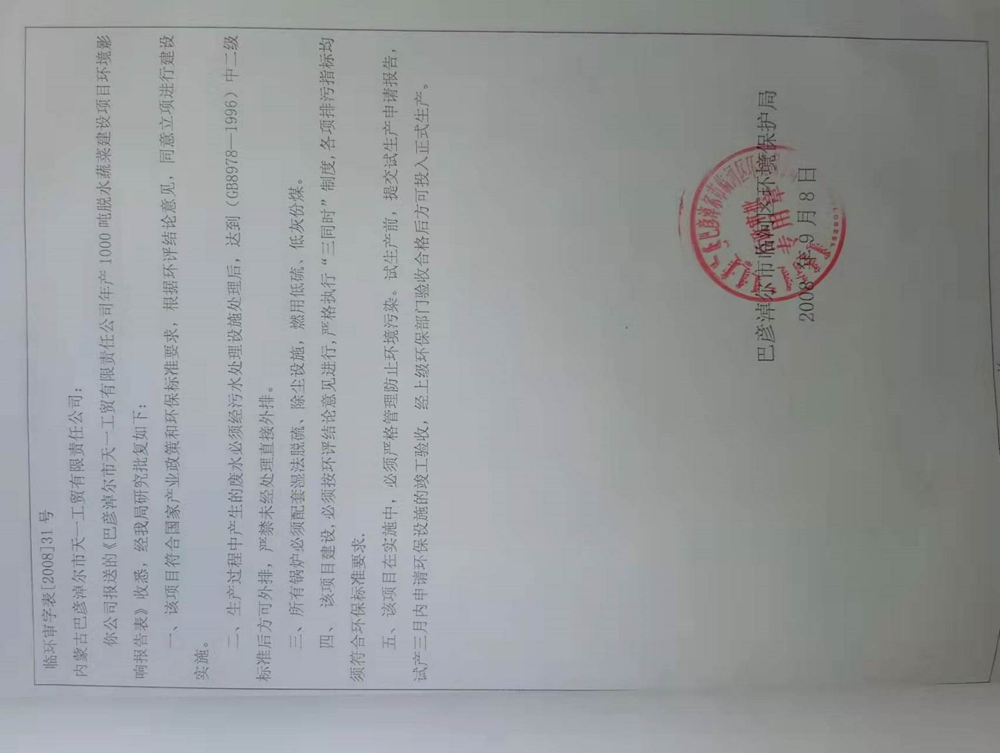 临环审字表[2008]31 号
内蒙古巴彦淖尔市天一工贸有限责任公司：
你公司报送的《巴彦淖尔市天一工贸有限责任公司年产 1000 吨脱水蔬菜建设项目环境影
响报告表》收悉，经我局研究批复如下：
一、该项目符合国家产业政策和环保标准要求，根据环评结论意见，同意立项进行建设
实施。
二、生产过程中产生的废水必须经污水处理设施处理后，达到（GB8978—1996）中二级
标准后方可外排，严禁未经处理直接外排。
三、所有锅炉必须配套湿法脱硫、除尘设施，燃用低硫、低灰份煤。
四、 该项目建设,必须按环评结论意见进行,严格执行“三同时”制度,各项排污指标均
须符合环保标准要求.
五、该项目在实施中，必须严格管理防止环境污染。试生产前，提交试生产申请报告，
试产三月内申请环保设施的竣工验收，经上级环保部门验收合格后方可投入正式生产。
巴彦淖尔市临河区环境保护局
2008 年 9 月 8 日
巴彦淖尔市临河区
专用章